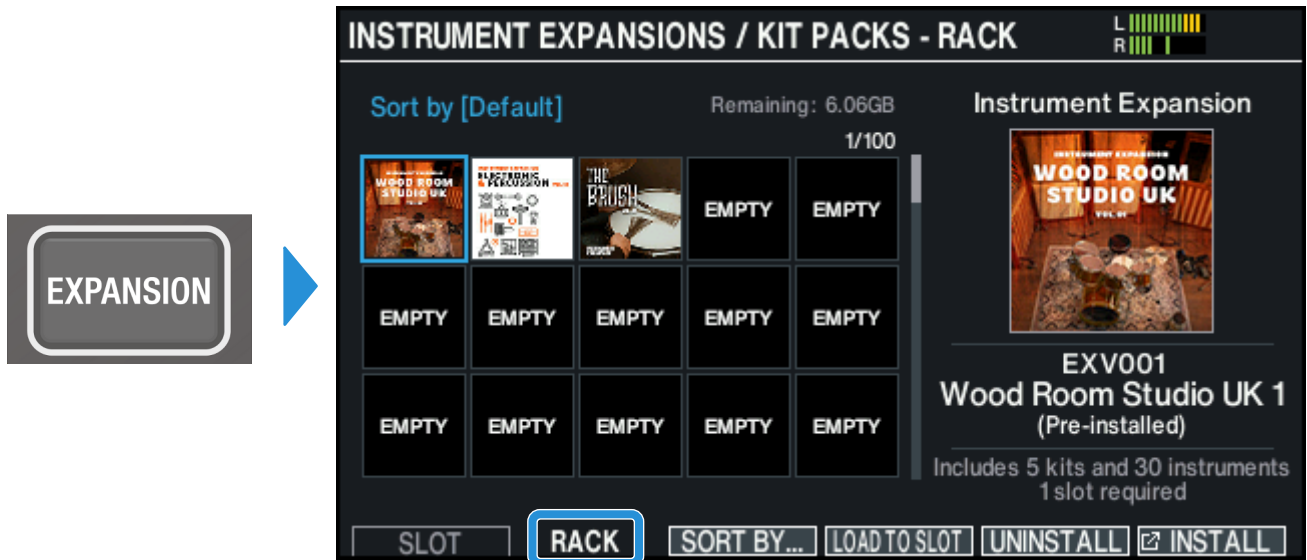 EXPANSION
INSTRUMENT EXPANSIONS / KIT PACKS - RACK
L
R
Sort by [Default]
Remaining: 6.06GB
1/100
WOOD ROOM
STUDIO UK
ELECTRONIC
& PERCUSSION
THE
BRUSH
EMPTY
EMPTY
EMPTY
EMPTY
EMPTY
EMPTY
EMPTY
EMPTY
EMPTY
EMPTY
EMPTY
EMPTY
Instrument Expansion
INSTRUMENT EXPANSION
WOOD ROOM
STUDIO UK
VOL.01
EXV001
Wood Room Studio UK 1
(Pre-installed)
Includes 5 kits and 30 instruments
1 slot required
SLOT
RACK
SORT BY...
LOAD TO SLOT
UNINSTALL
INSTALL